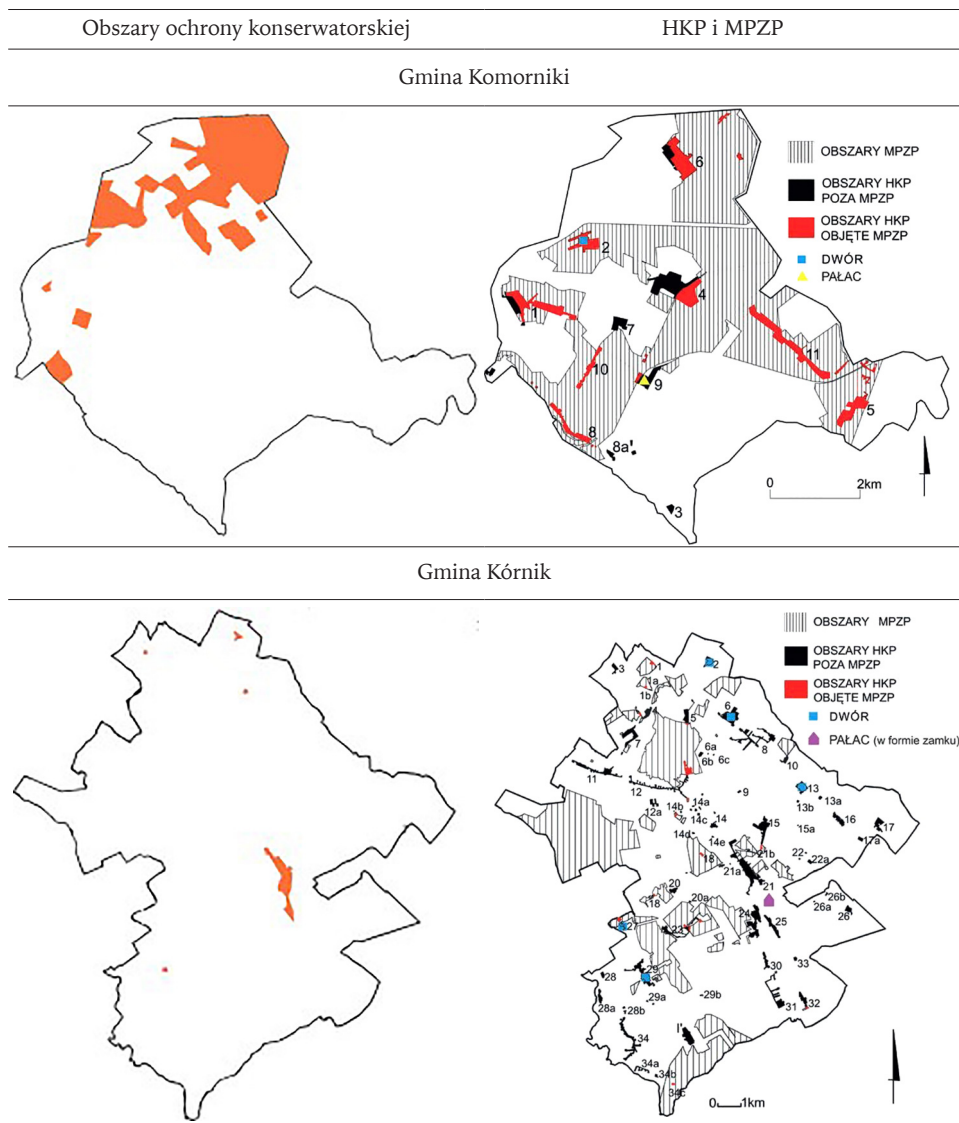 Obszary ochrony konserwatorskiej
HKP i MPZP
Gmina Komorniki
OBSZARY MPZP
OBSZARY HKP
POZA MPZP
OBSZARY HKP
OBJĘTE MPZP
DWÓR
PAŁAC
6
2
4
1
7
11
10
9
5
8
8a'
3
0 2km
Gmina Kórnik
OBSZARY MPZP
OBSZARY HKP
POZA MPZP
OBSZARY HKP
OBJĘTE MPZP
DWÓR
PAŁAC (w formie zamku)
3
1
2
1a
1b
4
5
6
7
6a
6b
6c
8
10
11
12
9
13
12a
14b
14a
14c
14
13b
13a
15
16
17
14d
14e
15a
17a
18
21a
21b
22
22a
21
20
18
20a
26b
26a
26
27
23
24
25
28
29
30
33
28a
29a
29b
28b
31
32
34
I'
34a
34b
34c
0 1km